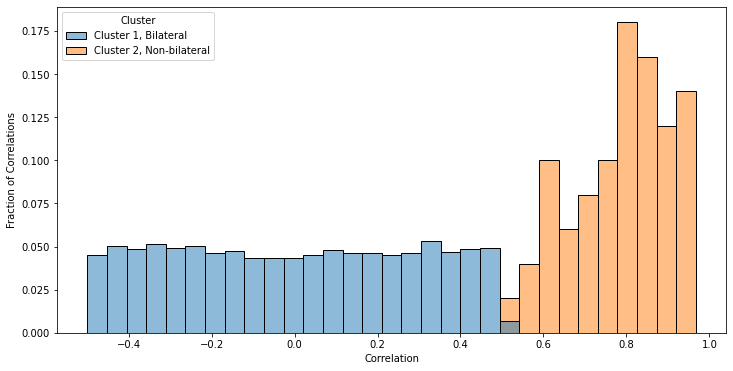 Cluster
Cluster 1, Bilateral
Cluster 2, Non-bilateral
Fraction of Correlations
0.175
0.150
0.125
0.100
0.075
0.050
0.025
0.000
−0.4 −0.2 0.0 0.2 0.4 0.6 0.8 1.0
Correlation